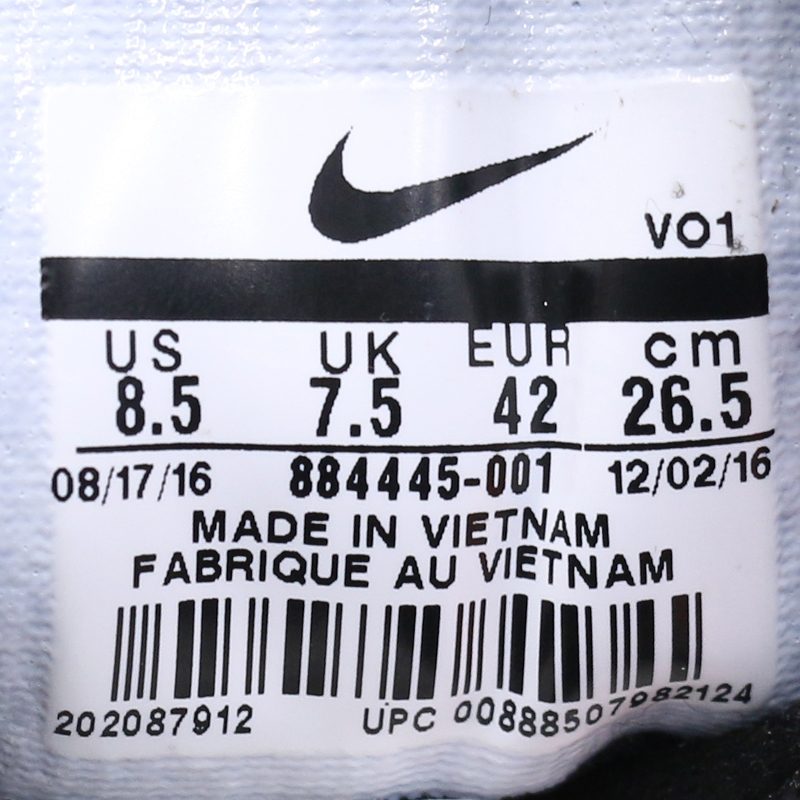 VO1
US UK EUR cm
8.5 7.5 42 26.5
08/17/16 884445-001 12/02/16
MADE IN VIETNAM
FABRIQUE AU VIETNAM
202087912 UPC 00888507982124